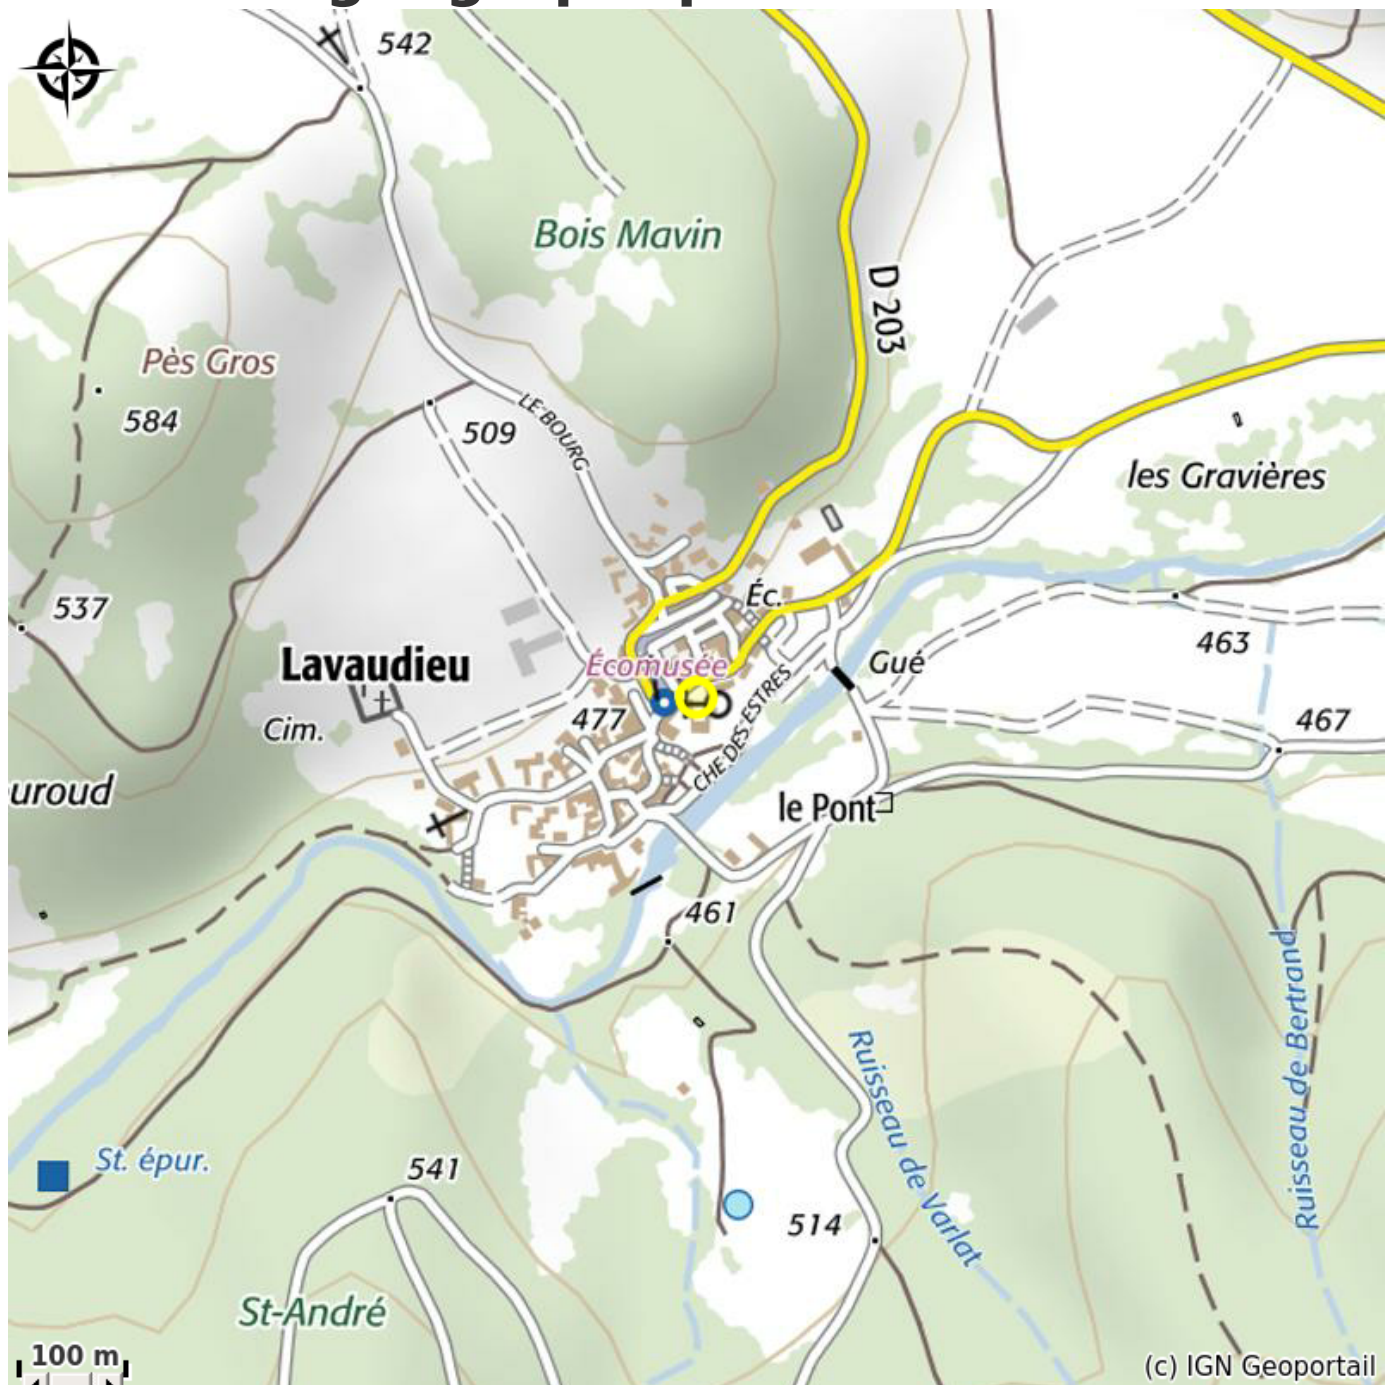 542
Bois Mavin
D 203
Pès Gros
584
LE BOURG
509
les Gravières
537
Éc.
463
Lavaudieu
Écomusée
Gué
Cim.
477
CHE DES ESTRES
467
uroud
le Pont
461
Ruisseau de Bertrand
Ruisseau de Varlat
St. épur.
541
514
St-André
100 m
(c) IGN Geoportail